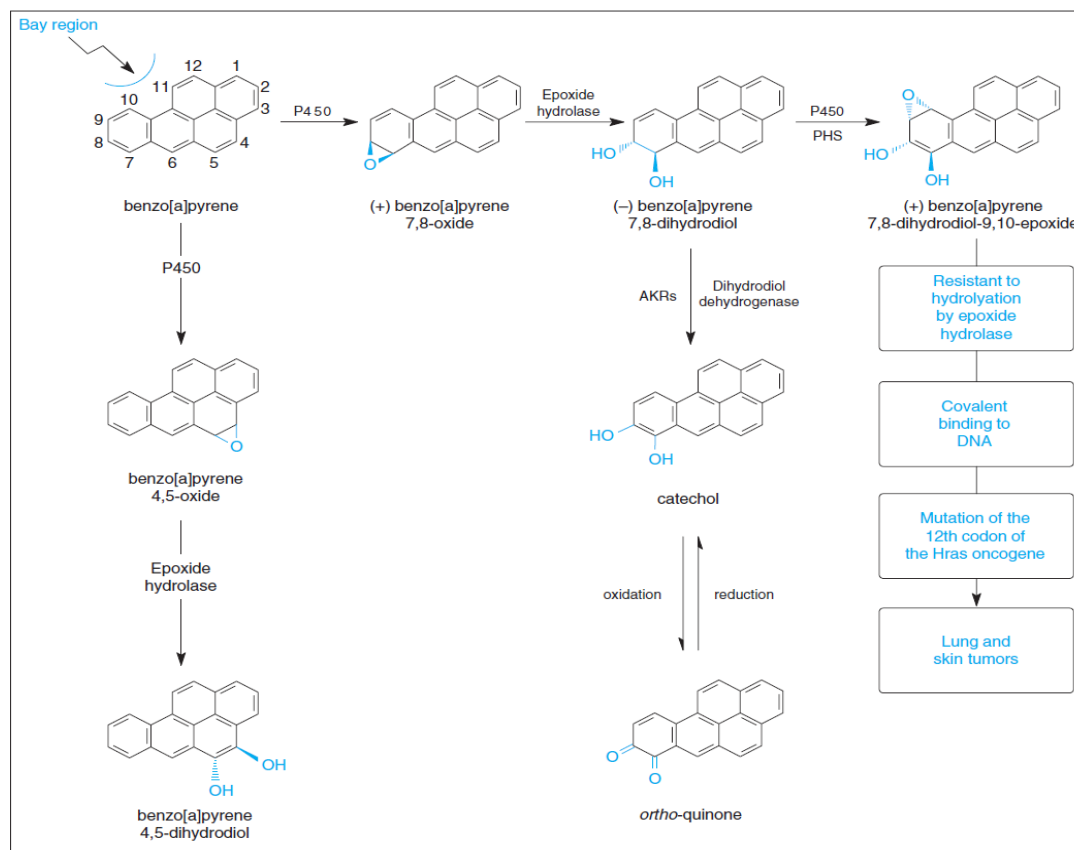 Bay region
12
1
11
2
10
3
9
8
4
7
6
5
benzo[a]pyrene
P450
O
(+) benzo[a]pyrene
7,8-oxide
Epoxide
hydrolase
HO
OH
(–) benzo[a]pyrene
7,8-dihydrodiol
P450
PHS
O
HO
OH
(+) benzo[a]pyrene
7,8-dihydrodiol-9,10-epoxide
P450
AKRs
Dihydrodiol
dehydrogenase
Resistant to
hydrolyation
by epoxide
hydrolase
O
benzo[a]pyrene
4,5-oxide
HO
OH
catechol
Covalent
binding to
DNA
Epoxide
hydrolase
oxidation
reduction
Mutation of the
12th codon of
the Hras oncogene
Lung and
skin tumors
OH
OH
benzo[a]pyrene
4,5-dihydrodiol
O
O
ortho-quinone